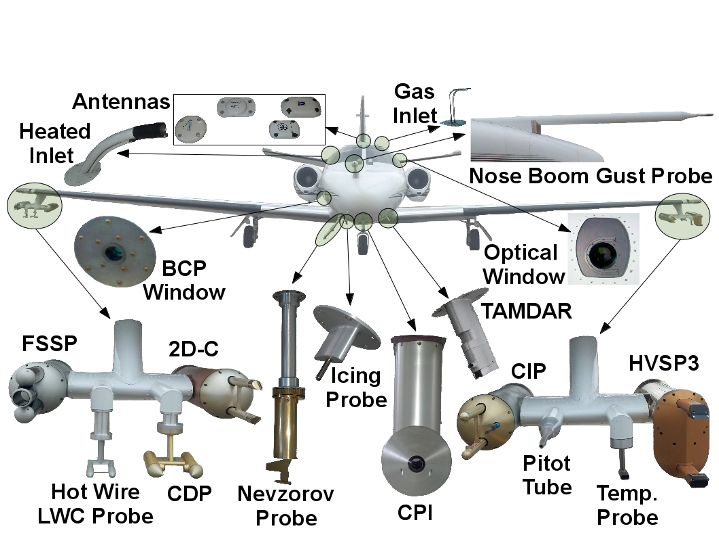 Antennas
Gas
Inlet
Heated
Inlet
Nose Boom Gust Probe
BCP
Window
Optical
Window
TAMDAR
FSSP
2D-C
Icing
Probe
CIP
HVSP3
Hot Wire
LWC Probe
CDP
Nevzorov
Probe
CPI
Pitot
Tube
Temp.
Probe